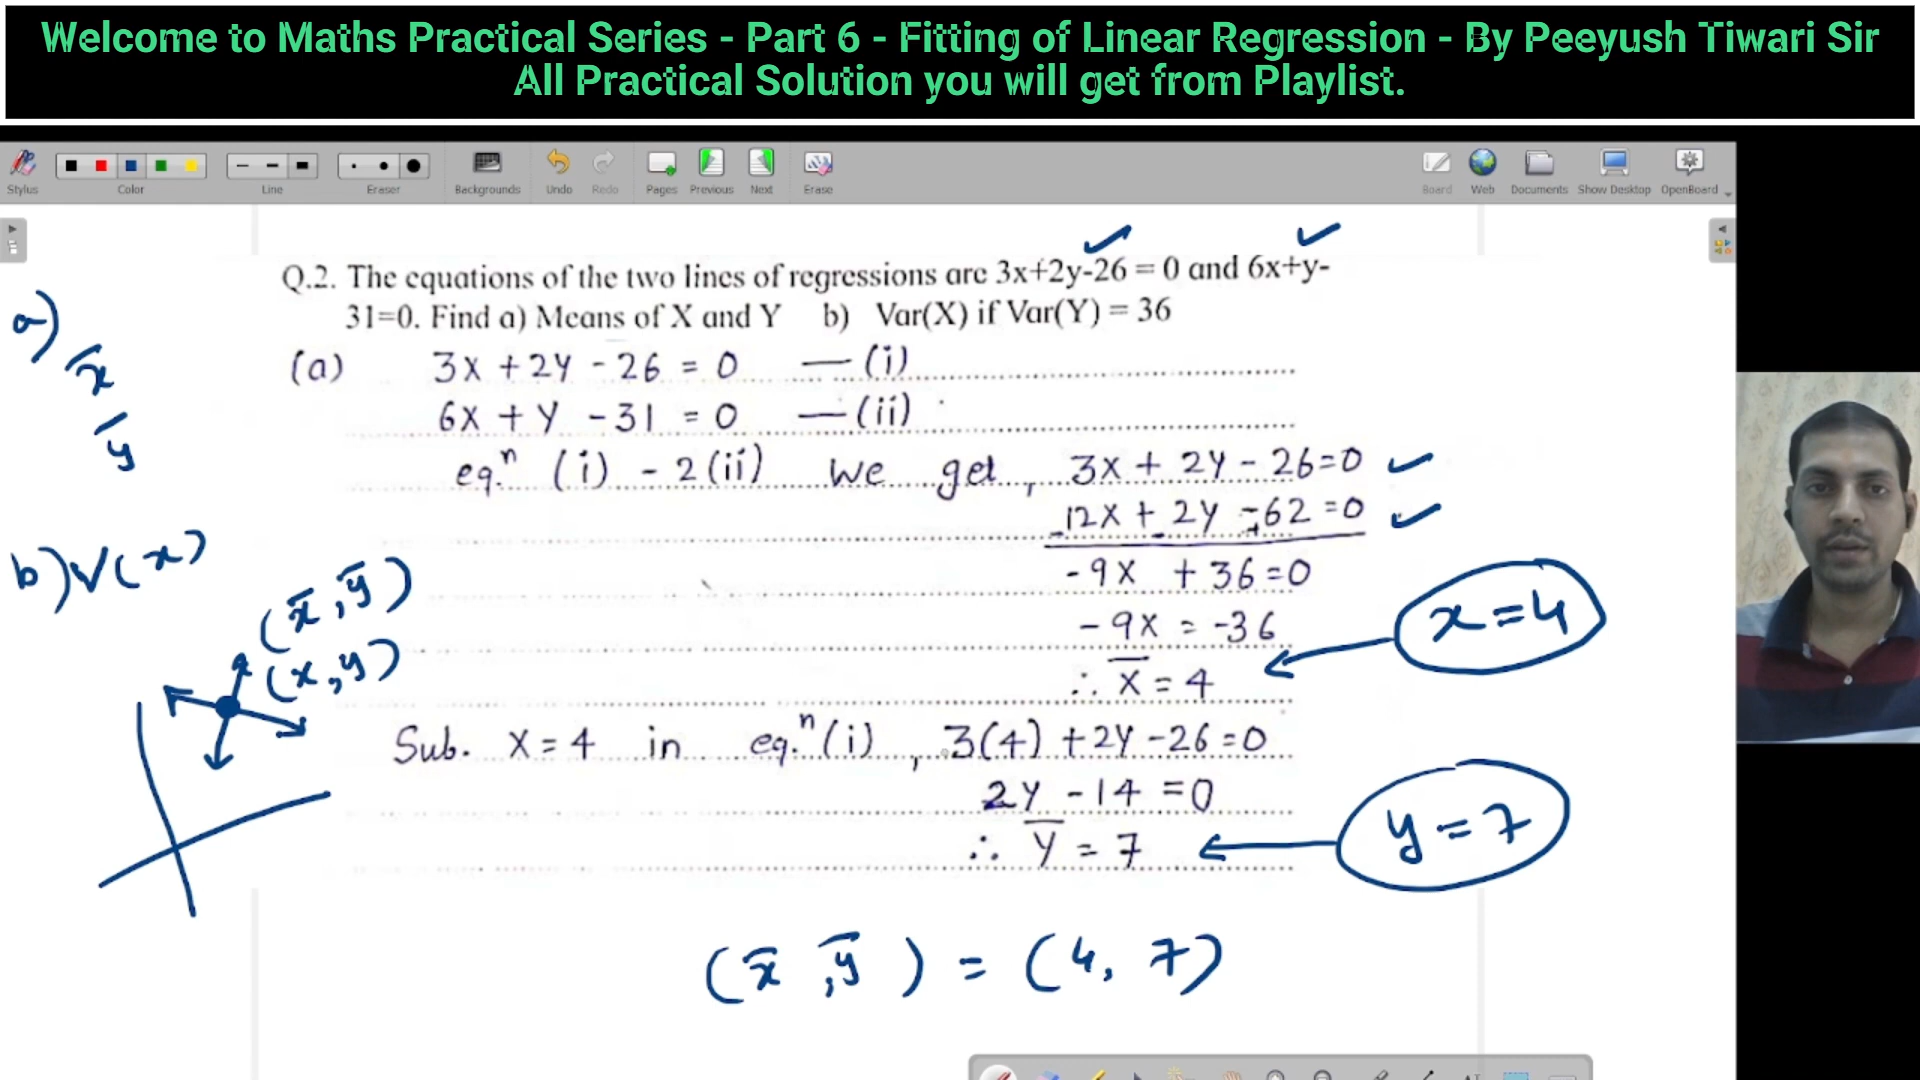 Welcome to Maths Practical Series - Part 6 - Fitting of Linear Regression - By Peeyush Tiwari Sir
All Practical Solution you will get from Playlist.
Stylus Color Line Eraser Backgrounds Undo Redo Pages Previous Next Erase Board Web Documents Show Desktop OpenBoard
Q.2. The equations of the two lines of regressions are 3x+2y-26 = 0 and 6x+y-
31=0. Find a) Means of X and Y b) Var(X) if Var(Y) = 36
a) x̄
ȳ
b) V(x)
(x̄, ȳ)
(x, y)
(a) 3X + 2Y - 26 = 0 — (i)
6X + Y - 31 = 0 — (ii)
eq.ⁿ (i) - 2(ii) we get, 3X + 2Y - 26=0
12X + 2Y - 62 =0
-9X + 36=0
-9X = -36
x=4
∴ X̄ = 4
Sub. X = 4 in eq.ⁿ(i), 3(4) + 2Y - 26 = 0
2Y - 14 = 0
∴ Ȳ = 7
y=7
(x̄, ȳ) = (4, 7)